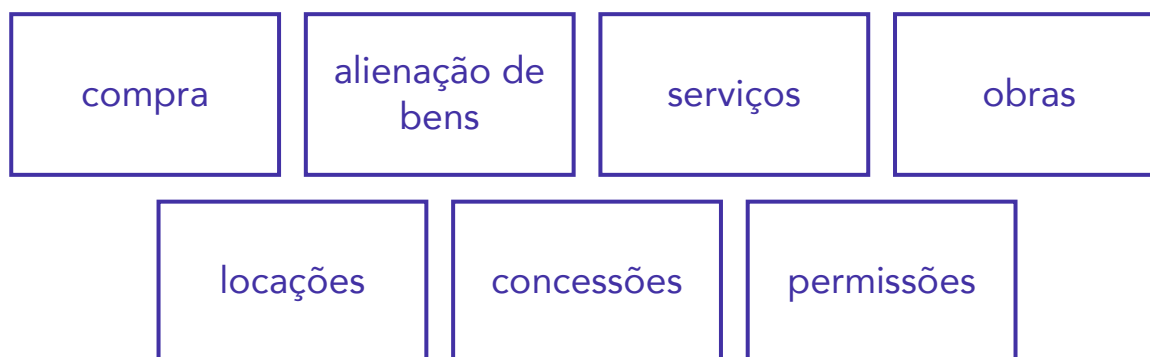 compra
alienação de
bens
serviços
obras
locações
concessões
permissões